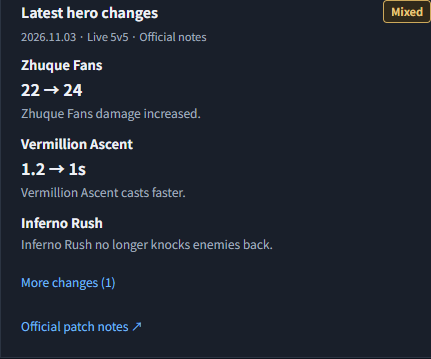 Latest hero changes
Mixed
2026.11.03 · Live 5v5 · Official notes
Zhuque Fans
22 → 24
Zhuque Fans damage increased.
Vermillion Ascent
1.2 → 1s
Vermillion Ascent casts faster.
Inferno Rush
Inferno Rush no longer knocks enemies back.
More changes (1)
Official patch notes ↗